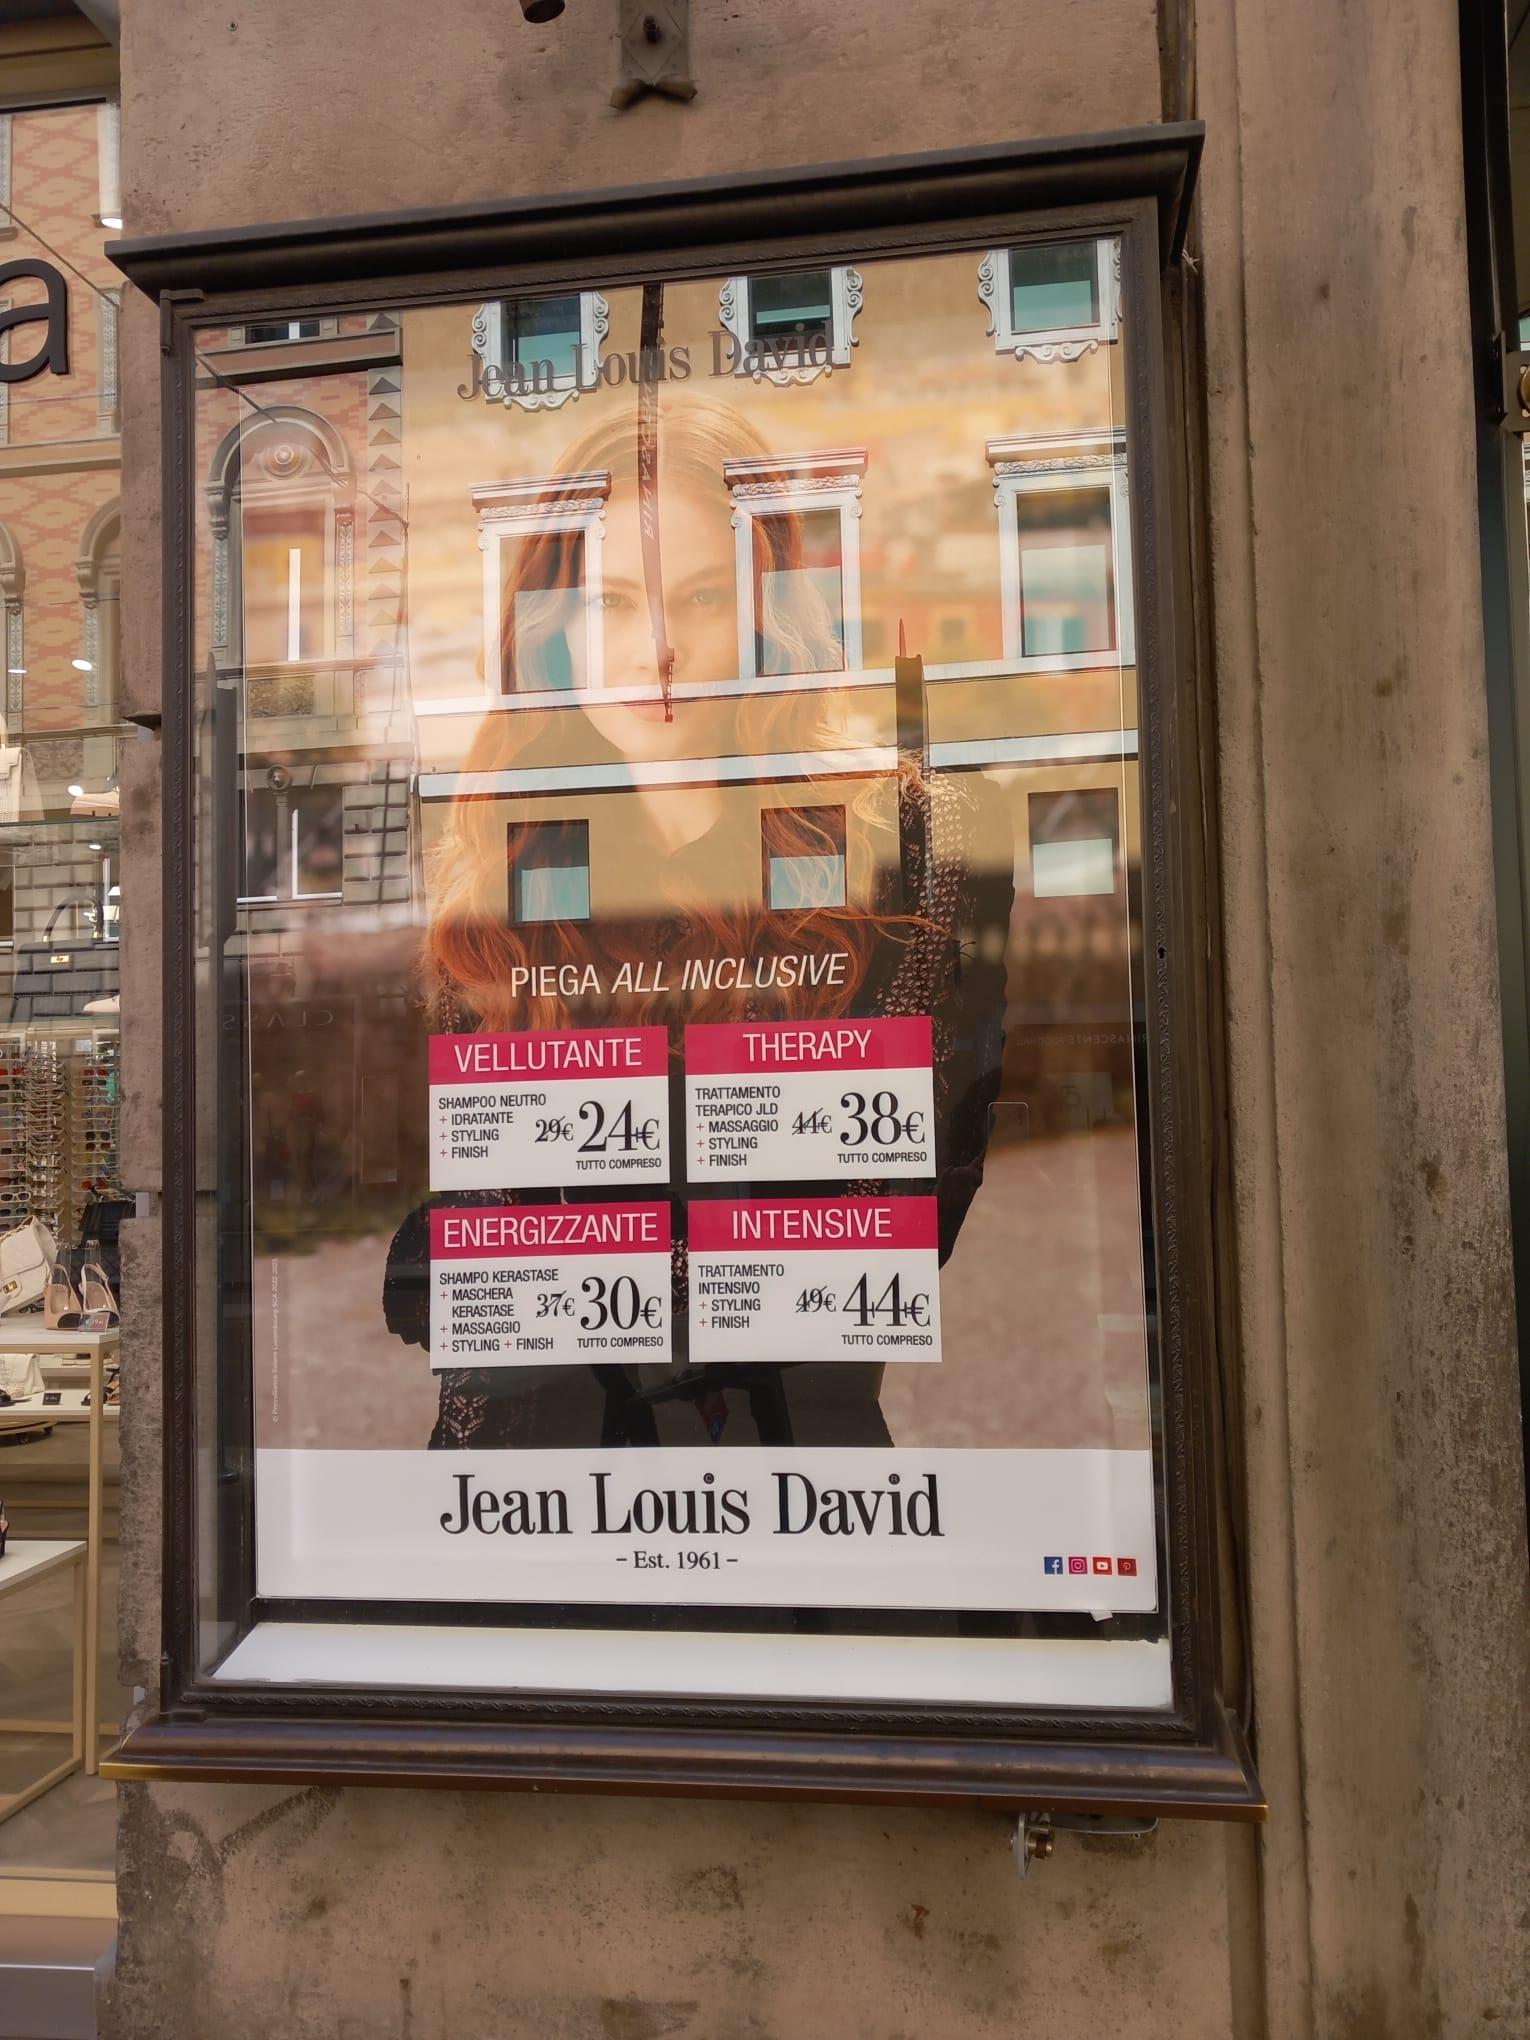 a
Jean Louis David
PIEGA ALL INCLUSIVE
VELLUTANTE
SHAMPOO NEUTRO
+ IDRATANTE
+ STYLING
+ FINISH
29€ 24€
TUTTO COMPRESO
THERAPY
TRATTAMENTO
TERAPICO JLD
+ MASSAGGIO
+ STYLING
+ FINISH
44€ 38€
TUTTO COMPRESO
ENERGIZZANTE
SHAMPO KERASTASE
+ MASCHERA
KERASTASE
+ MASSAGGIO
+ STYLING + FINISH
37€ 30€
TUTTO COMPRESO
INTENSIVE
TRATTAMENTO
INTENSIVO
+ STYLING
+ FINISH
49€ 44€
TUTTO COMPRESO
Jean Louis David
– Est. 1961 –